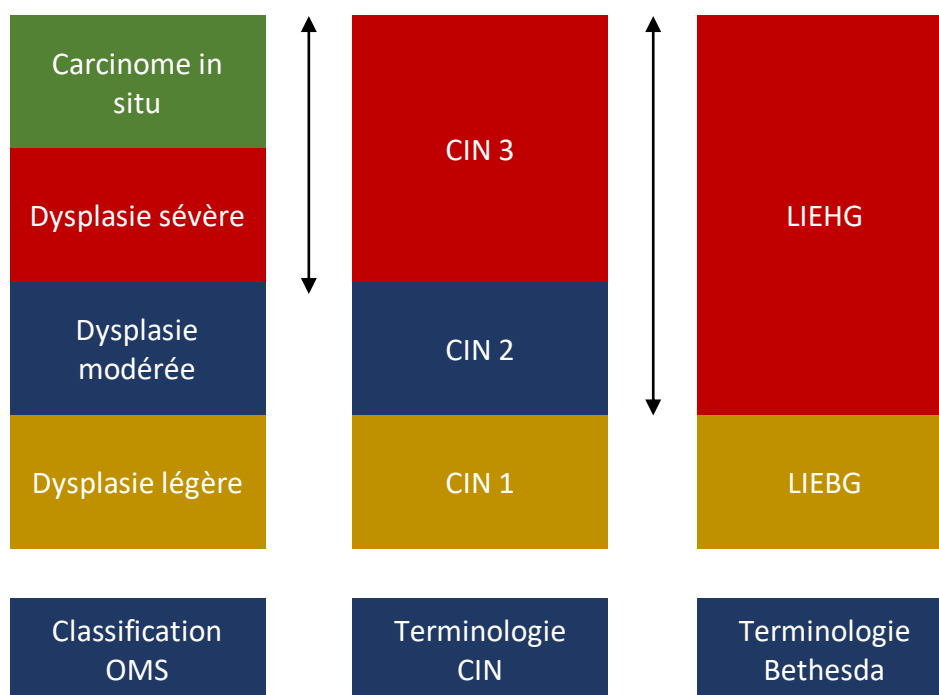 Carcinome in
situ
Dysplasie sévère
Dysplasie
modérée
Dysplasie légère
CIN 3
CIN 2
CIN 1
LIEHG
LIEBG
Classification
OMS
Terminologie
CIN
Terminologie
Bethesda